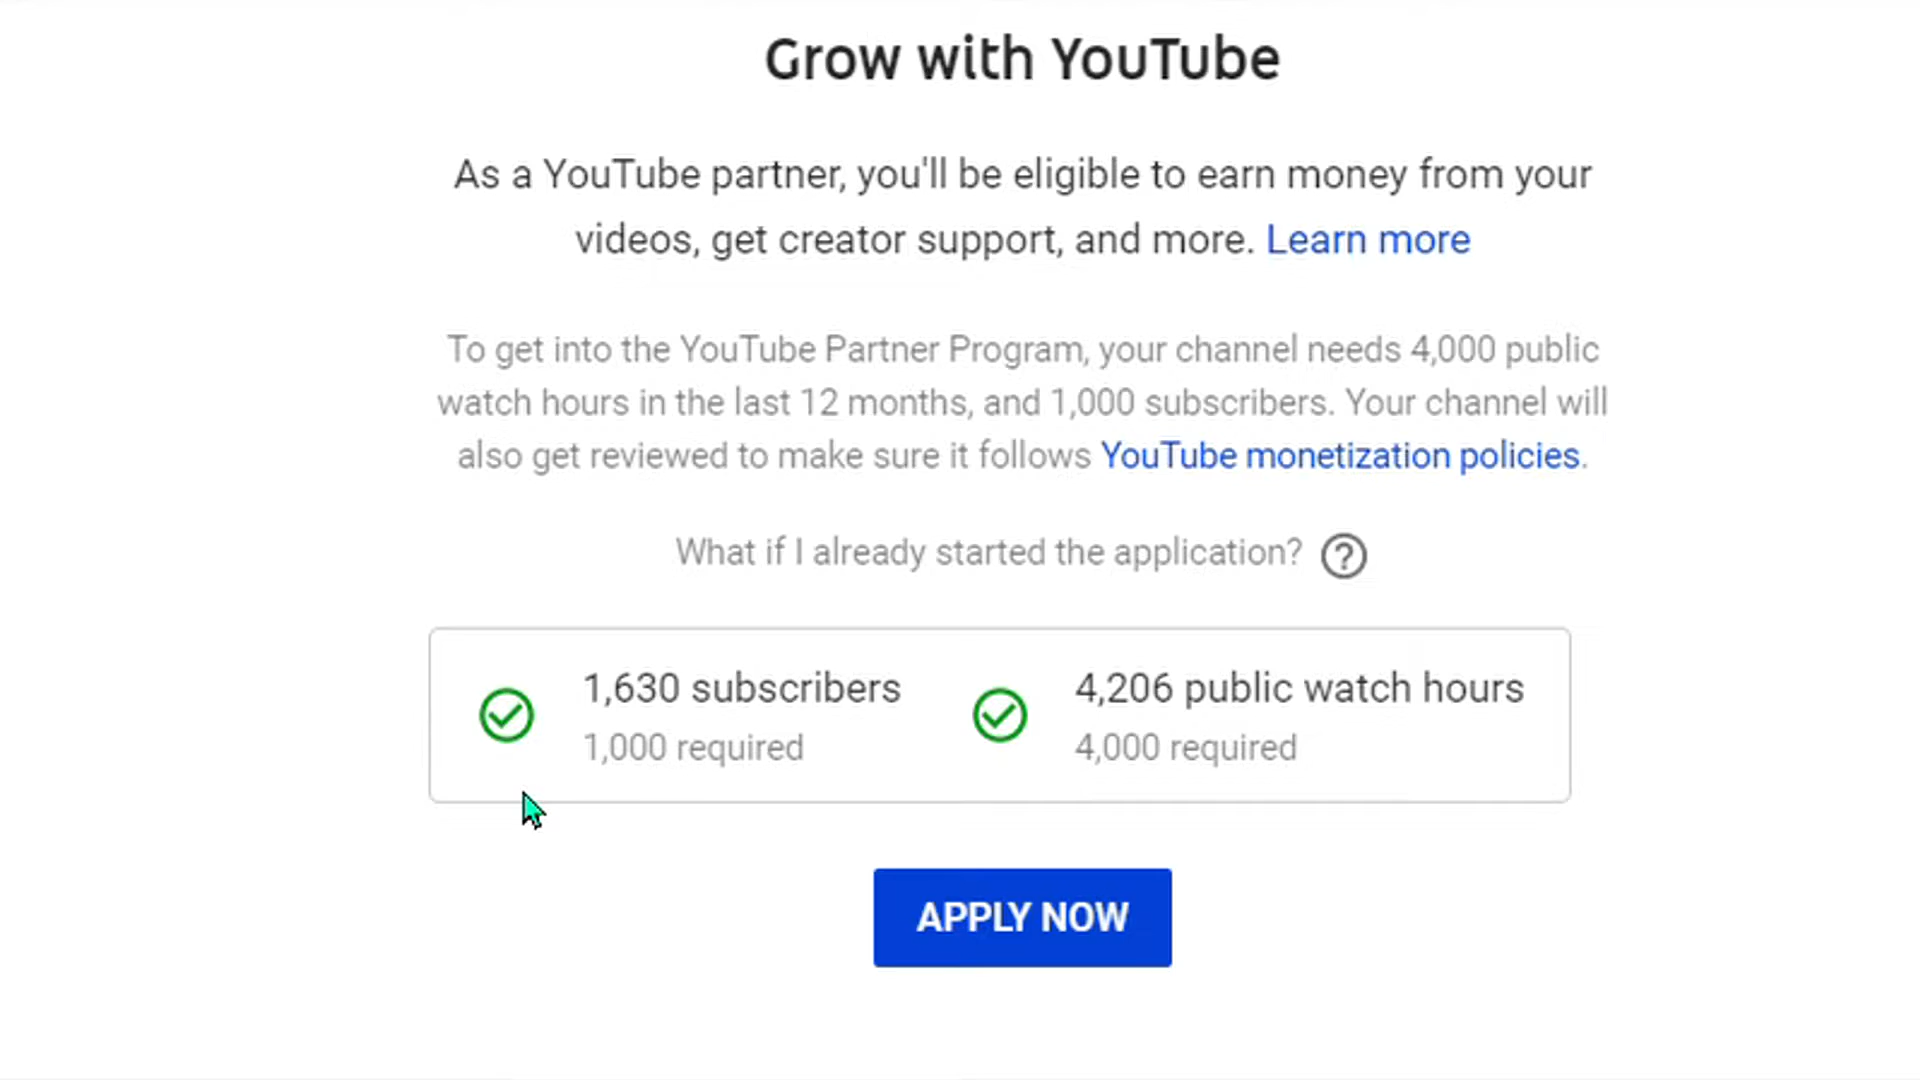 Grow with YouTube
As a YouTube partner, you'll be eligible to earn money from your
videos, get creator support, and more. Learn more
To get into the YouTube Partner Program, your channel needs 4,000 public
watch hours in the last 12 months, and 1,000 subscribers. Your channel will
also get reviewed to make sure it follows YouTube monetization policies.
What if I already started the application? ?
1,630 subscribers
1,000 required
4,206 public watch hours
4,000 required
APPLY NOW